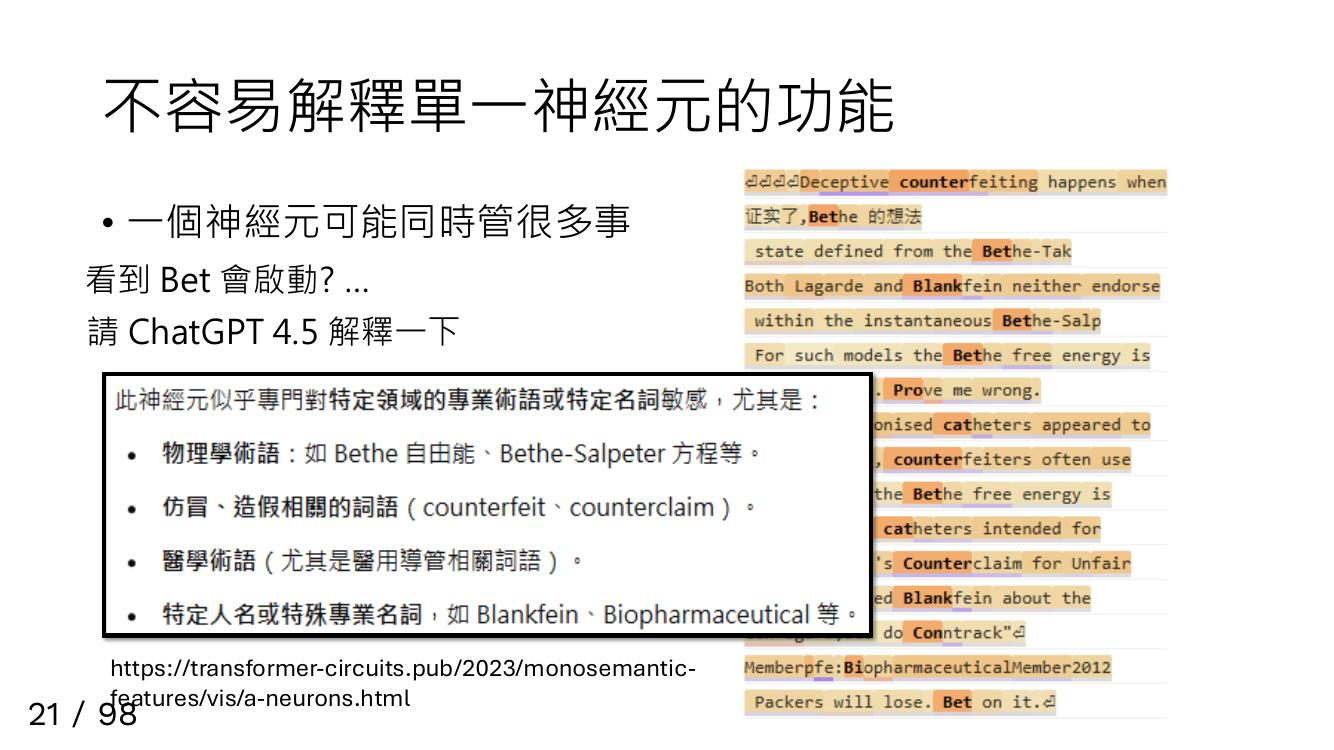 不容易解釋單一神經元的功能
• 一個神經元可能同時管很多事
看到 Bet 會啟動? ...
請 ChatGPT 4.5 解釋一下
此神經元似乎專門對特定領域的專業術語或特定名詞敏感，尤其是：
• 物理學術語：如 Bethe 自由能、Bethe-Salpeter 方程等。
• 仿冒、造假相關的詞語（counterfeit、counterclaim）。
• 醫學術語（尤其是醫用導管相關詞語）。
• 特定人名或特殊專業名詞，如 Blankfein、Biopharmaceutical 等。
https://transformer-circuits.pub/2023/monosemantic-
features/vis/a-neurons.html
21 / 98
⏎⏎⏎⏎Deceptive counterfeiting happens when
证实了,Bethe 的想法
state defined from the Bethe-Tak
Both Lagarde and Blankfein neither endorse
within the instantaneous Bethe-Salp
For such models the Bethe free energy is
. Prove me wrong.
onised catheters appeared to
, counterfeiters often use
the Bethe free energy is
catheters intended for
's Counterclaim for Unfair
ed Blankfein about the
do Conntrack"⏎
Memberpfe:BiopharmaceuticalMember2012
Packers will lose. Bet on it.⏎